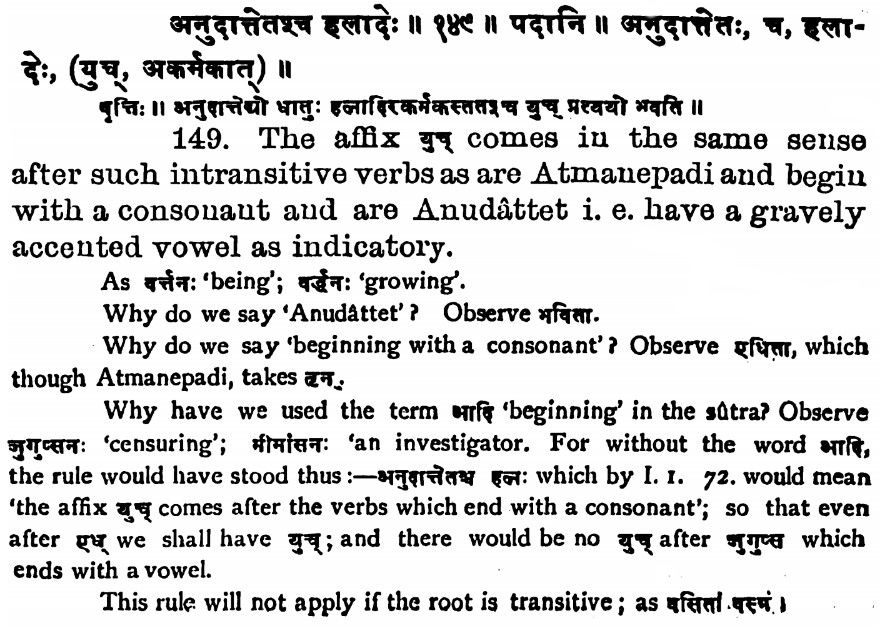 अनुदात्तेतश्च हलादेः ॥ १४९ ॥ पदानि ॥ अनुदात्तेतः, च, हला-
देः, (युच्, अकर्मकात्) ॥
वृत्तिः ॥ अनुदात्तेद्यो धातुः हलादिरकर्मकस्ततश्च युच् प्रत्ययो भवति ॥
149. The affix युच् comes in the same sense
after such intransitive verbs as are Atmanepadi and begin
with a consonant and are Anudâttet i. e. have a gravely
accented vowel as indicatory.
As वर्त्तनः 'being'; वर्द्धनः 'growing'.
Why do we say 'Anudâttet'? Observe भविता.
Why do we say 'beginning with a consonant'? Observe एधिता, which
though Atmanepadi, takes तृन्.
Why have we used the term आदि 'beginning' in the sûtra? Observe
जुगुप्सनः 'censuring'; मीमांसनः 'an investigator. For without the word आदि,
the rule would have stood thus :—अनुदात्तेतश्च हलः which by I. 1. 72. would mean
'the affix युच् comes after the verbs which end with a consonant'; so that even
after एध् we shall have युच्; and there would be no युच् after जुगुप्स which
ends with a vowel.
This rule will not apply if the root is transitive; as वसिता वस्त्रं ।